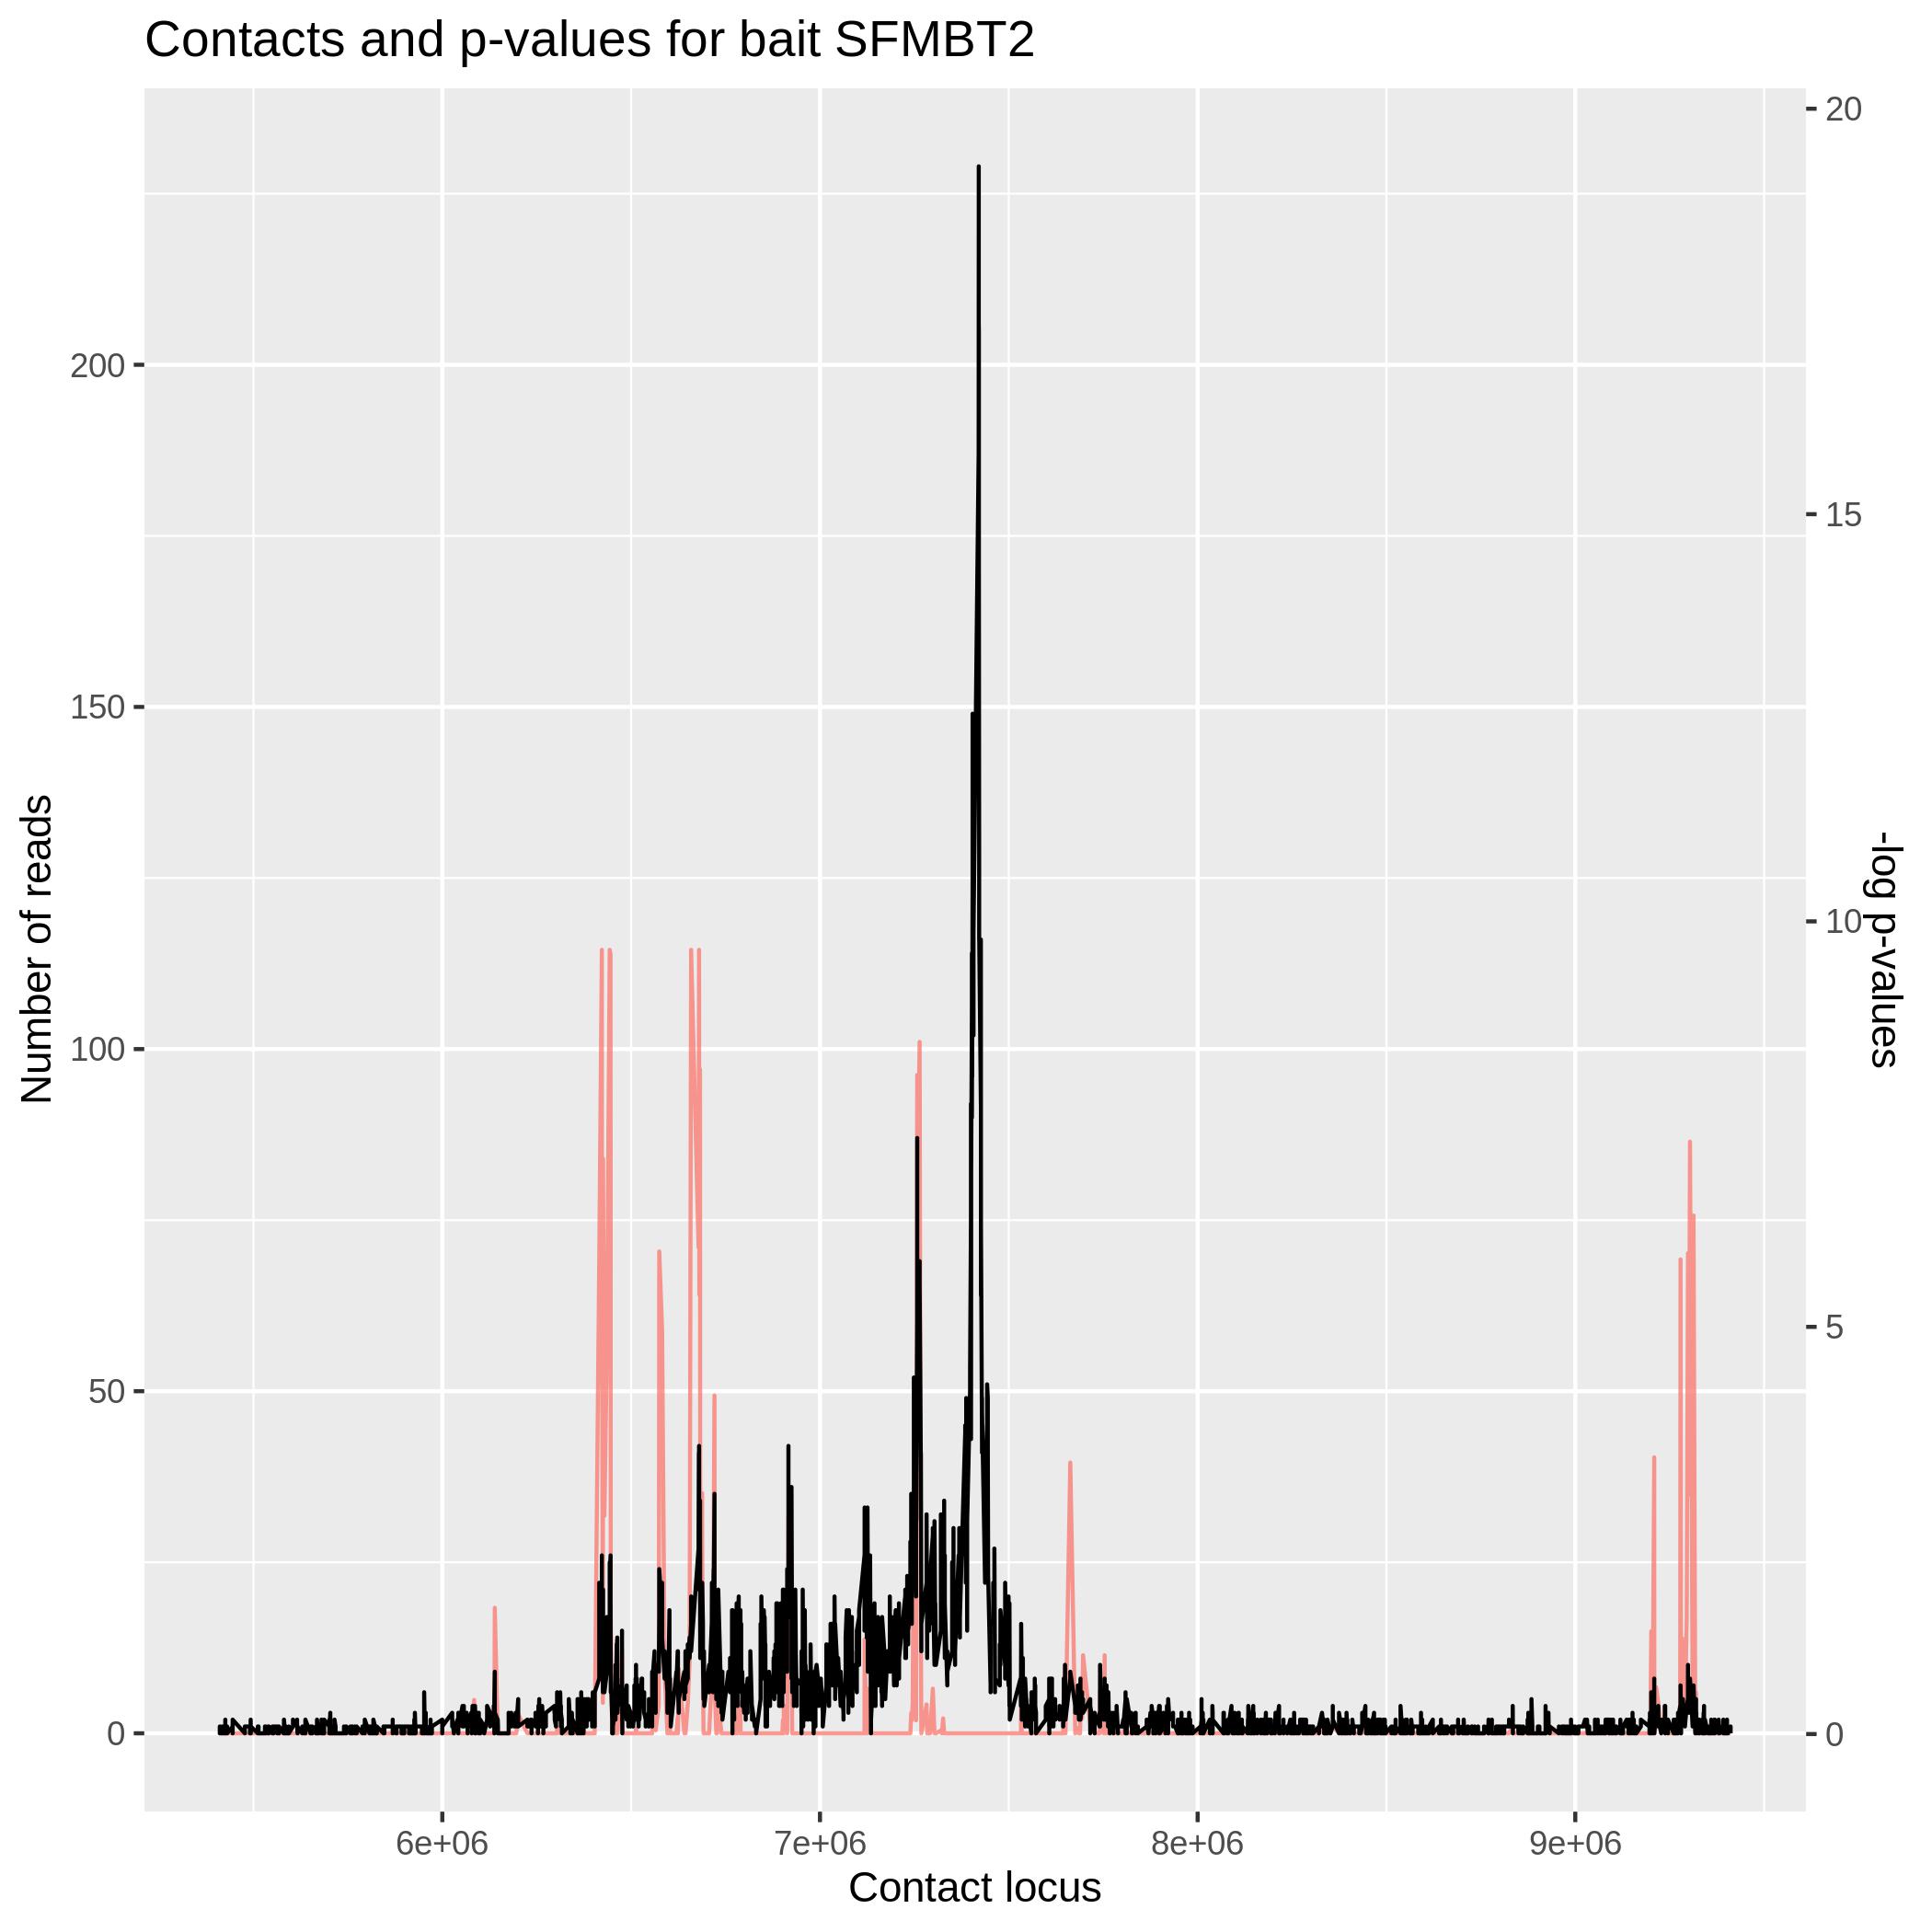 Contacts and p-values for bait SFMBT2
Number of reads
200
150
100
50
0
20
15
10
5
0
-log p-values
6e+06
7e+06
8e+06
9e+06
Contact locus